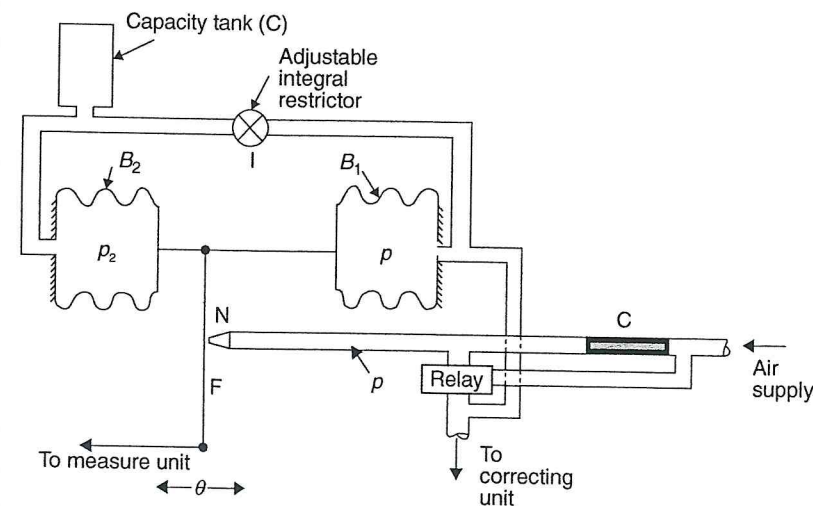 Capacity tank (C)
Adjustable
integral
restrictor
I
B₂
B₁
p₂
p
N
C
p
Relay
Air
supply
F
To measure unit
θ
To
correcting
unit